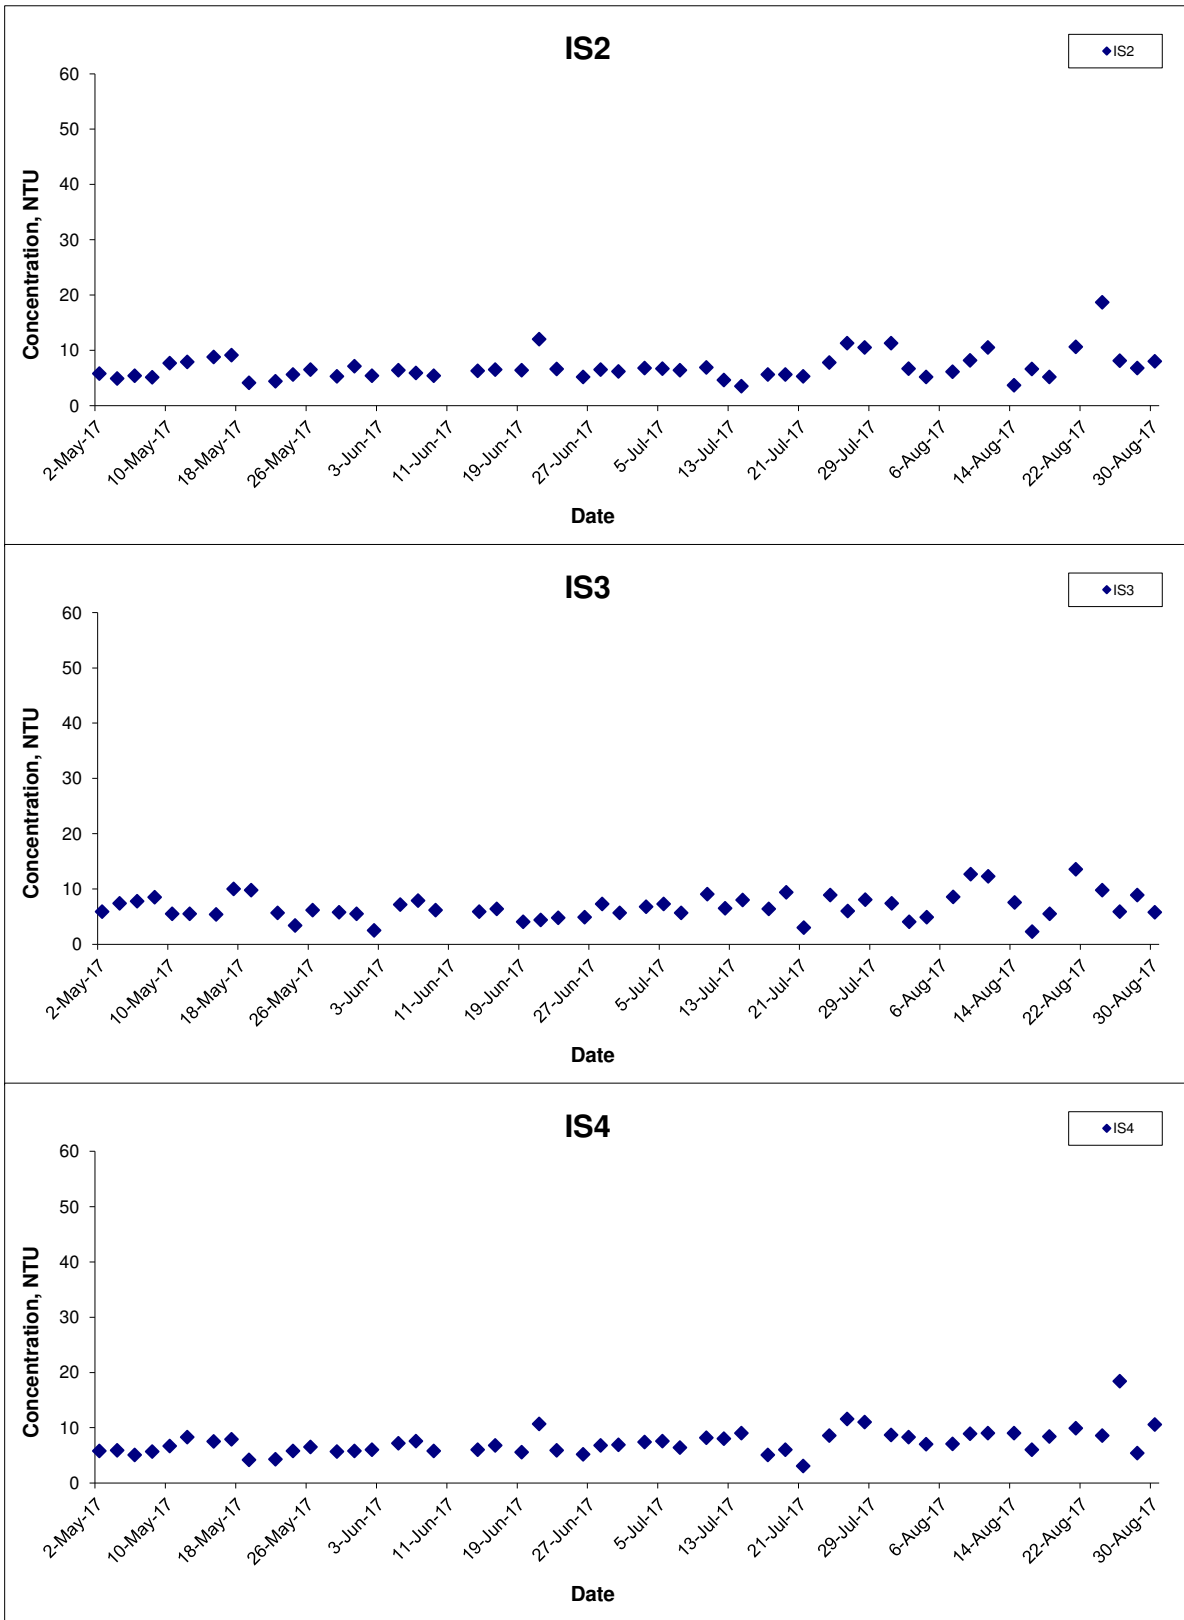 IS2
IS2
60
50
40
30
20
10
0
Concentration, NTU
2-May-17
10-May-17
18-May-17
26-May-17
3-Jun-17
11-Jun-17
19-Jun-17
27-Jun-17
5-Jul-17
13-Jul-17
21-Jul-17
29-Jul-17
6-Aug-17
14-Aug-17
22-Aug-17
30-Aug-17
Date
IS3
IS3
60
50
40
30
20
10
0
Concentration, NTU
2-May-17
10-May-17
18-May-17
26-May-17
3-Jun-17
11-Jun-17
19-Jun-17
27-Jun-17
5-Jul-17
13-Jul-17
21-Jul-17
29-Jul-17
6-Aug-17
14-Aug-17
22-Aug-17
30-Aug-17
Date
IS4
IS4
60
50
40
30
20
10
0
Concentration, NTU
2-May-17
10-May-17
18-May-17
26-May-17
3-Jun-17
11-Jun-17
19-Jun-17
27-Jun-17
5-Jul-17
13-Jul-17
21-Jul-17
29-Jul-17
6-Aug-17
14-Aug-17
22-Aug-17
30-Aug-17
Date